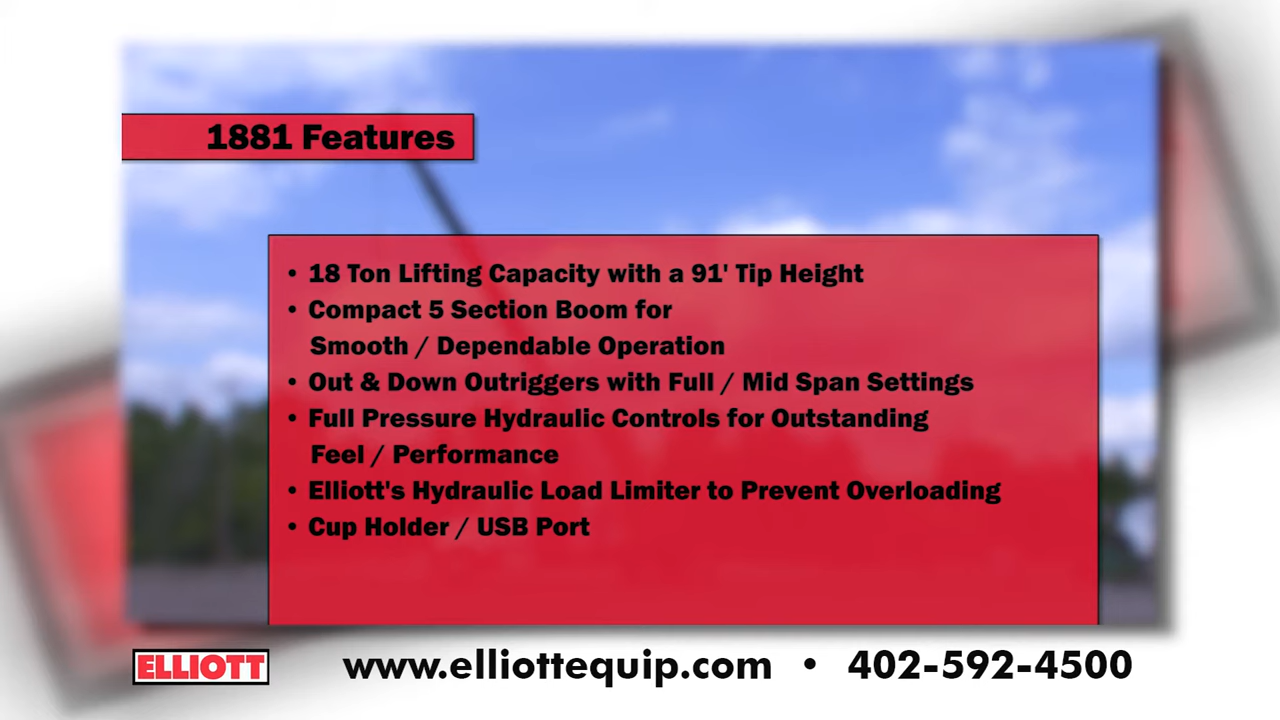 1881 Features
• 18 Ton Lifting Capacity with a 91' Tip Height
• Compact 5 Section Boom for
Smooth / Dependable Operation
• Out & Down Outriggers with Full / Mid Span Settings
• Full Pressure Hydraulic Controls for Outstanding
Feel / Performance
• Elliott's Hydraulic Load Limiter to Prevent Overloading
• Cup Holder / USB Port
ELLIOTT www.elliottequip.com • 402-592-4500